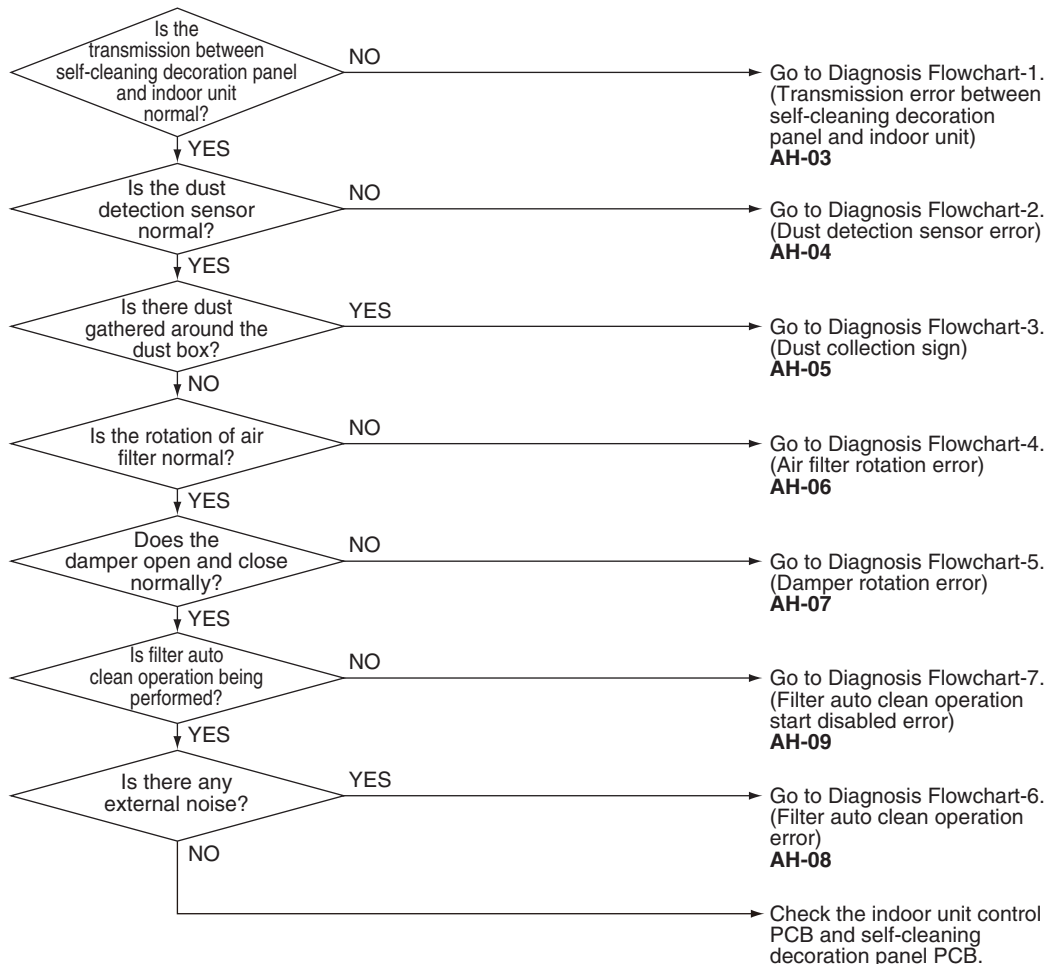 Is the
transmission between
self-cleaning decoration panel
and indoor unit
normal?
NO
Go to Diagnosis Flowchart-1.
(Transmission error between
self-cleaning decoration
panel and indoor unit)
AH-03
YES
Is the dust
detection sensor
normal?
NO
Go to Diagnosis Flowchart-2.
(Dust detection sensor error)
AH-04
YES
Is there dust
gathered around the
dust box?
YES
Go to Diagnosis Flowchart-3.
(Dust collection sign)
AH-05
NO
Is the rotation of air
filter normal?
NO
Go to Diagnosis Flowchart-4.
(Air filter rotation error)
AH-06
YES
Does the
damper open and close
normally?
NO
Go to Diagnosis Flowchart-5.
(Damper rotation error)
AH-07
YES
Is filter auto
clean operation being
performed?
NO
Go to Diagnosis Flowchart-7.
(Filter auto clean operation
start disabled error)
AH-09
YES
Is there any
external noise?
YES
Go to Diagnosis Flowchart-6.
(Filter auto clean operation
error)
AH-08
NO
Check the indoor unit control
PCB and self-cleaning
decoration panel PCB.